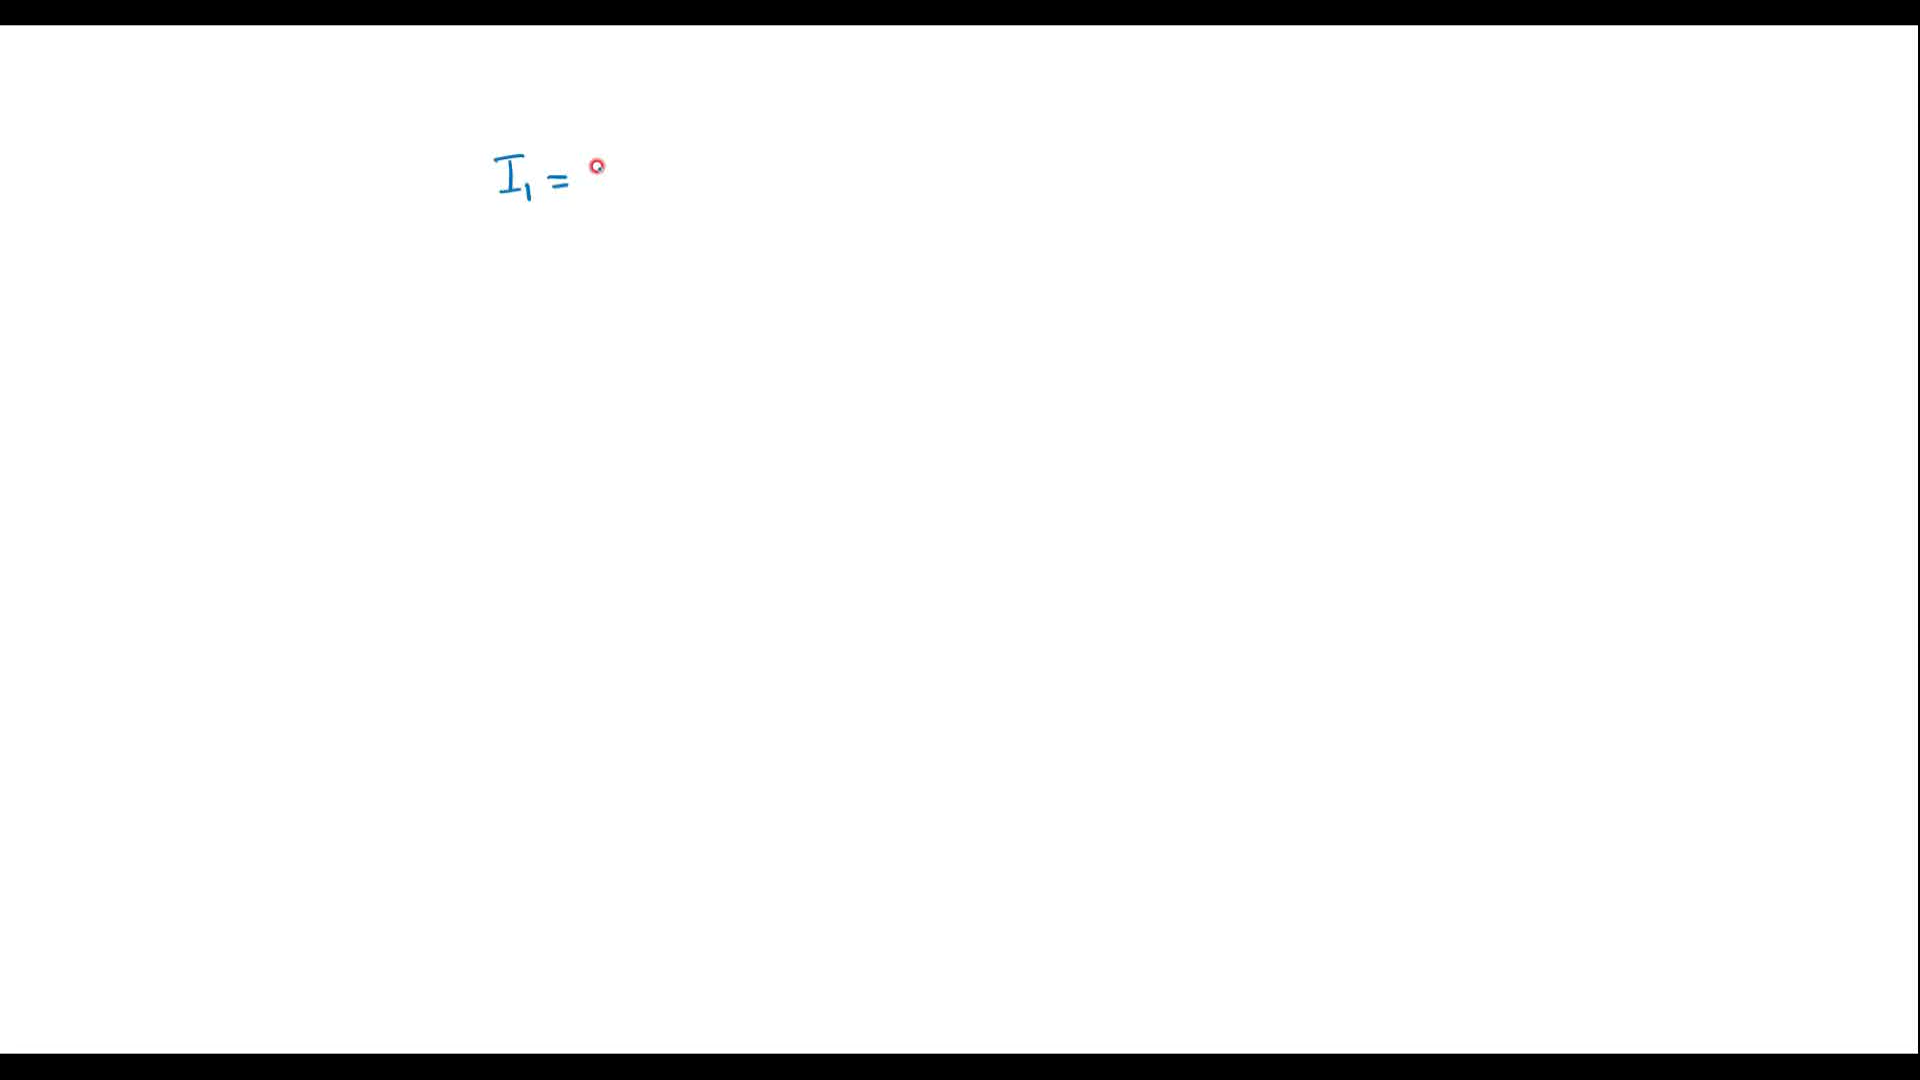 I₁ =